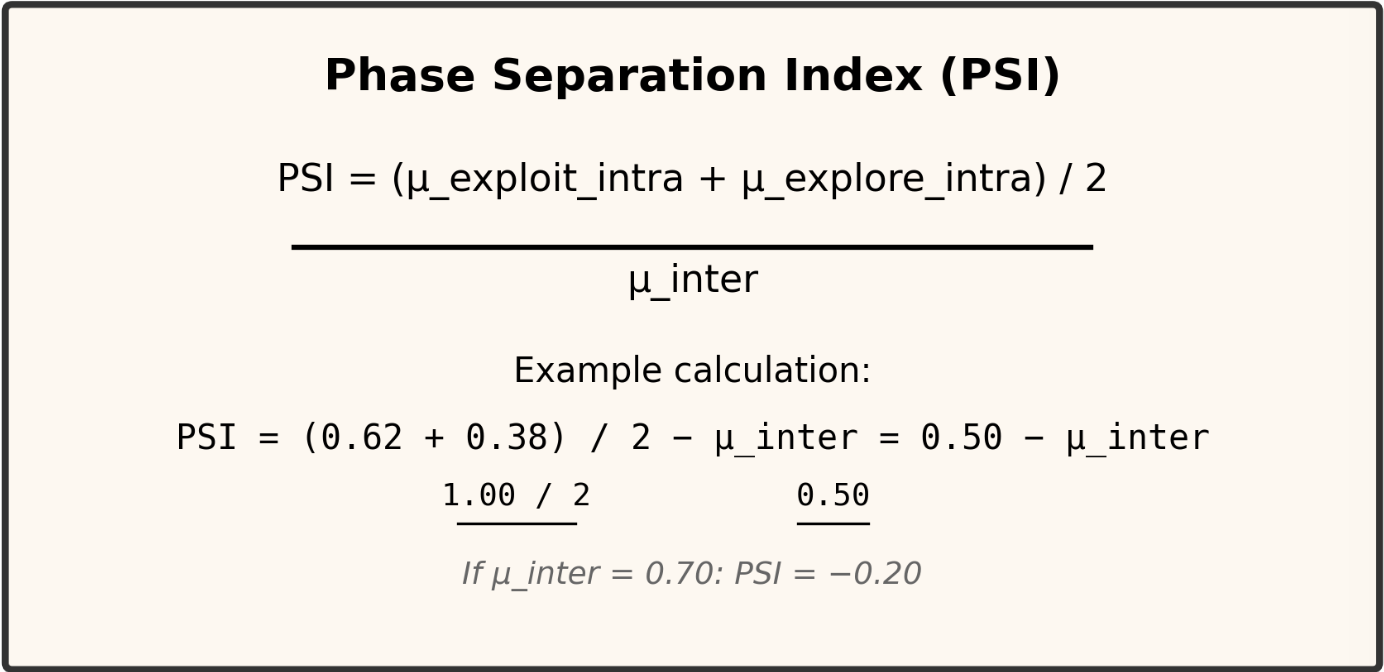 Phase Separation Index (PSI)
PSI = (μ_exploit_intra + μ_explore_intra) / 2
μ_inter
Example calculation:
PSI = (0.62 + 0.38) / 2 − μ_inter = 0.50 − μ_inter
1.00 / 2 0.50
If μ_inter = 0.70: PSI = −0.20